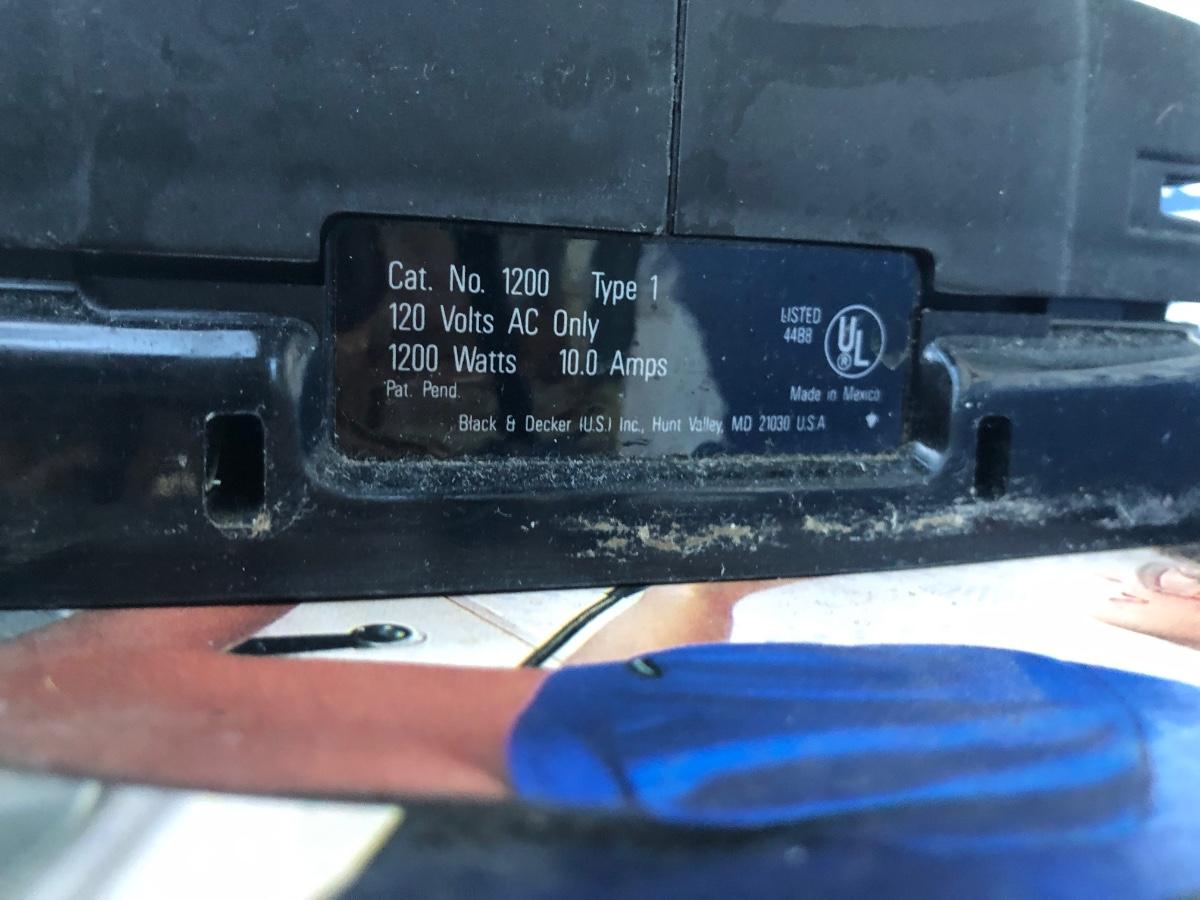 Cat. No. 1200 Type 1
120 Volts AC Only
1200 Watts 10.0 Amps
Pat. Pend.
LISTED
44B8
UL
®
Made in Mexico
Black & Decker (U.S.) Inc., Hunt Valley, MD 21030 U.S.A